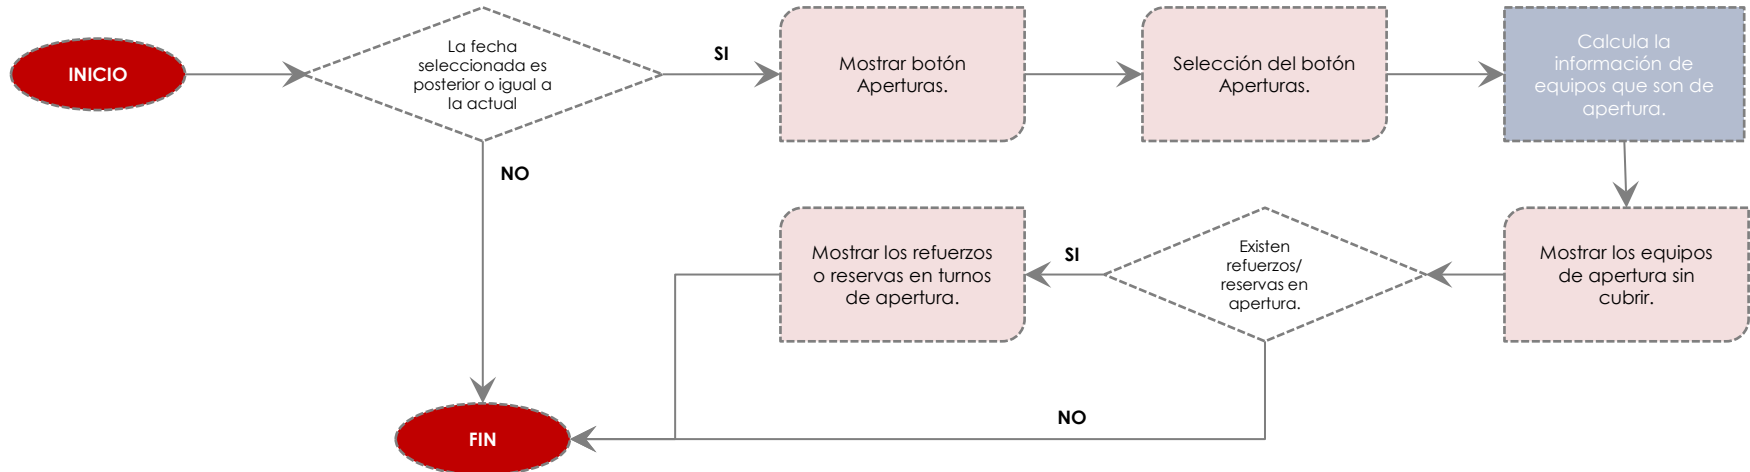 INICIO
La fecha
seleccionada es
posterior o igual a
la actual
SI
Mostrar botón
Aperturas.
Selección del botón
Aperturas.
Calcula la
información de
equipos que son de
apertura.
NO
Mostrar los refuerzos
o reservas en turnos
de apertura.
SI
Existen
refuerzos/
reservas en
apertura.
Mostrar los equipos
de apertura sin
cubrir.
NO
FIN